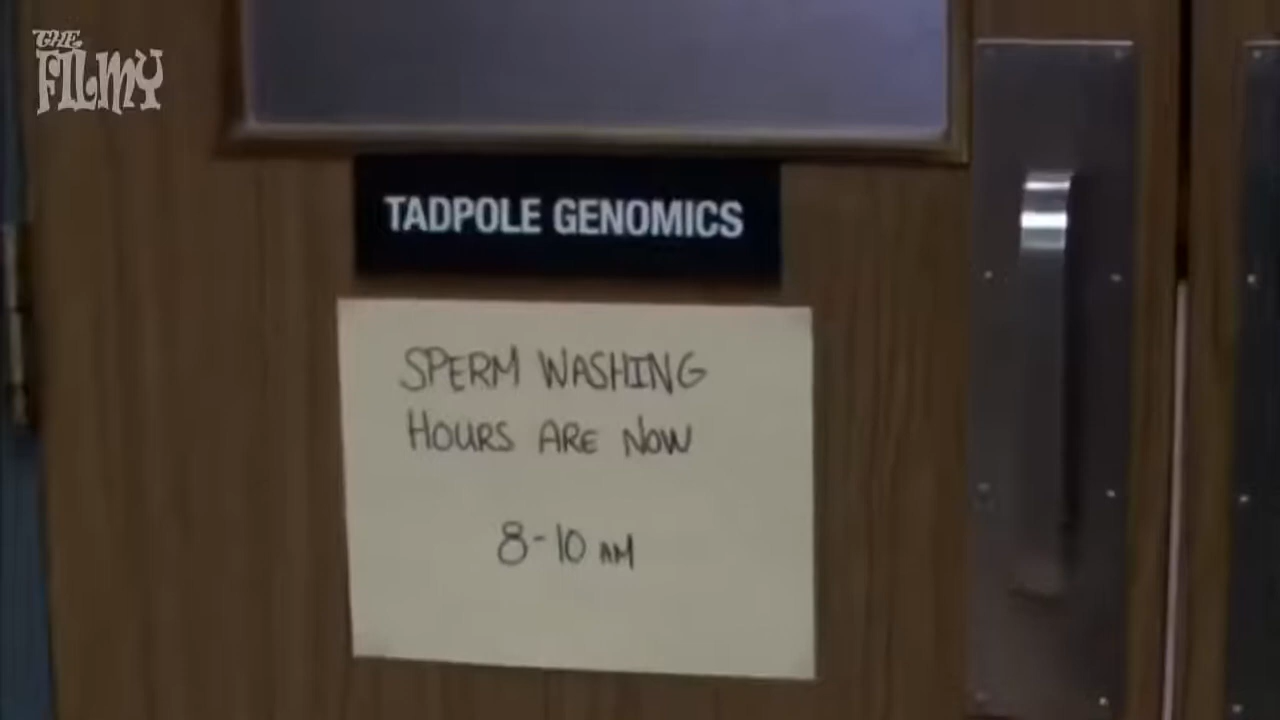 THE
FILMY
TADPOLE GENOMICS
SPERM WASHING
HOURS ARE NOW
8-10 AM